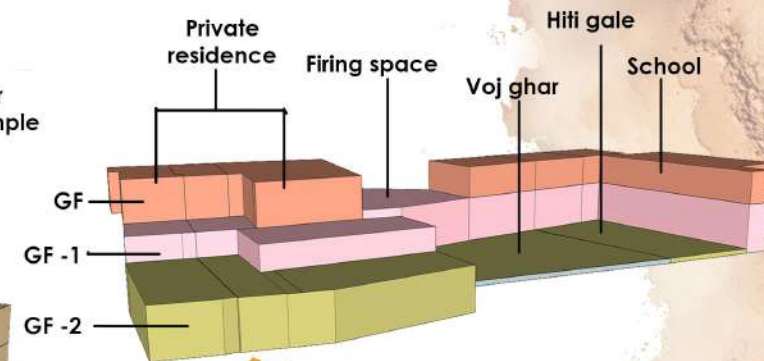 Private
residence
Firing space
Voj ghar
Hiti gale
School
GF
GF -1
GF -2